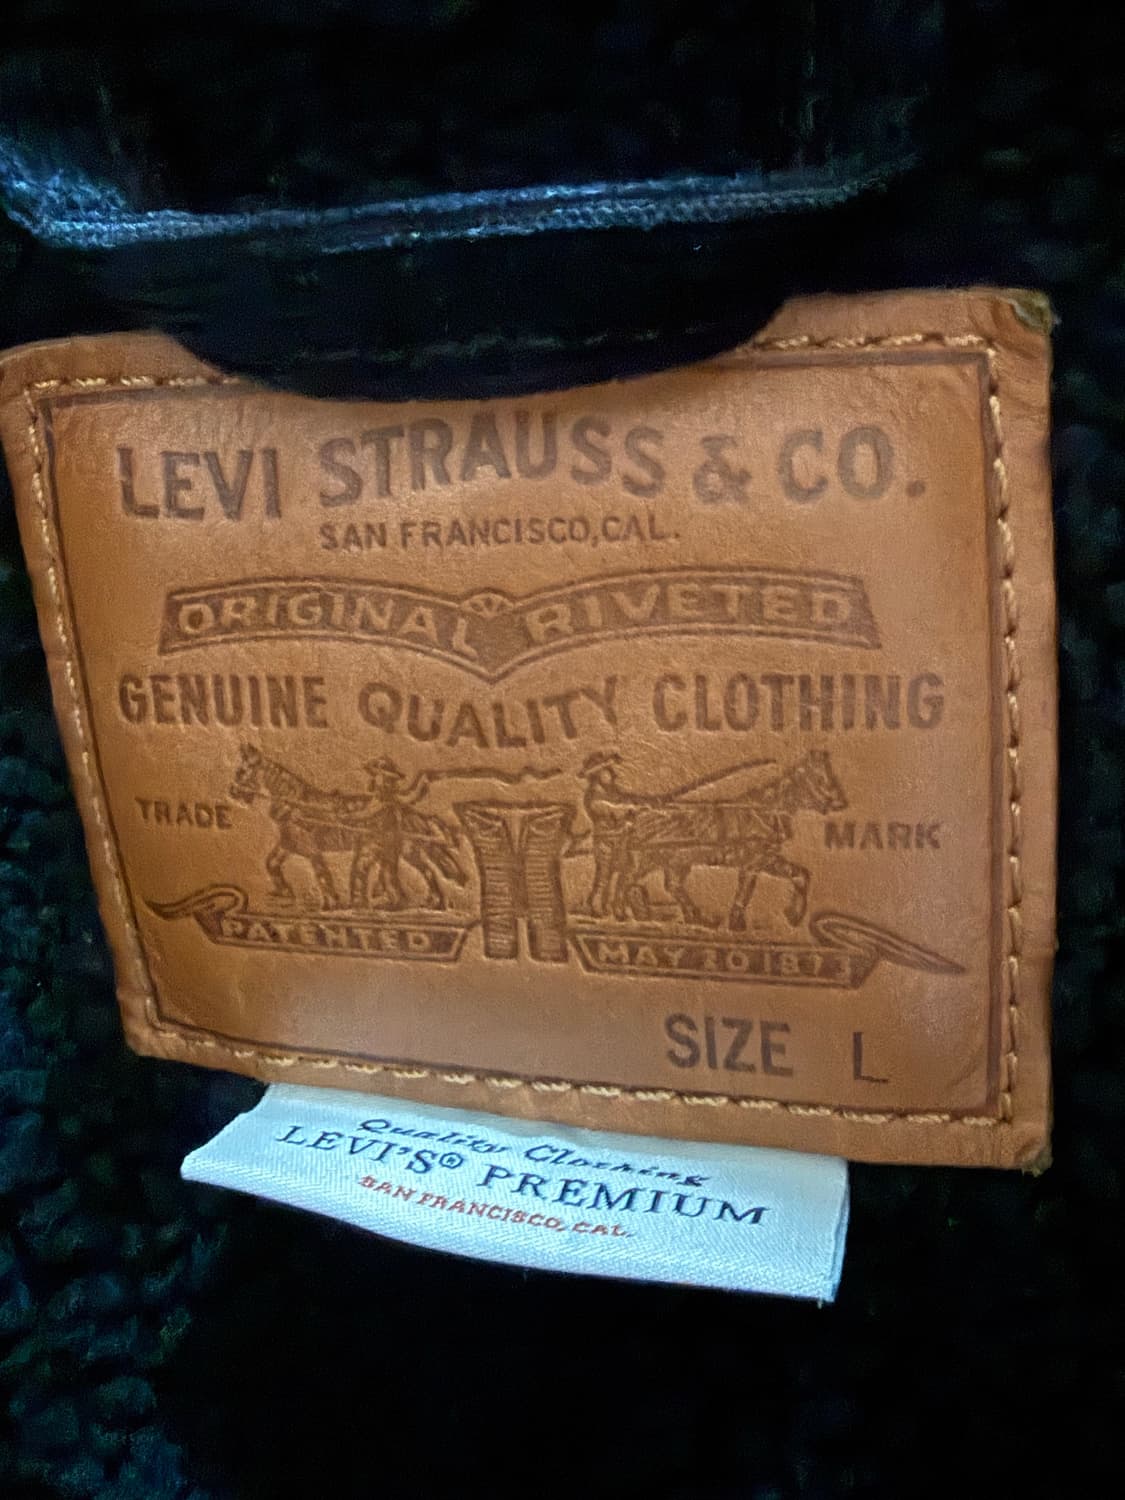 LEVI STRAUSS & CO.
SAN FRANCISCO, CAL.
ORIGINAL RIVETED
GENUINE QUALITY CLOTHING
TRADE MARK
PATENTED MAY 20 1873
SIZE L
Quality Clothing
LEVI'S® PREMIUM
SAN FRANCISCO, CAL.